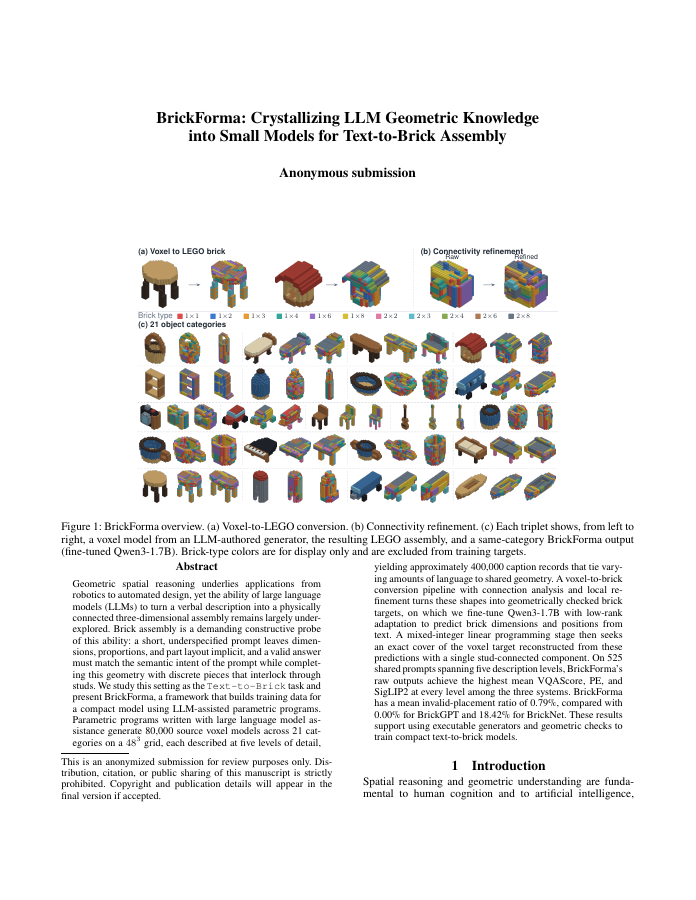 BrickForma: Crystallizing LLM Geometric Knowledge
into Small Models for Text-to-Brick Assembly
Anonymous submission
(a) Voxel to LEGO brick
(b) Connectivity refinement
Raw
Refined
Brick type 1×1 1×2 1×3 1×4 1×6 1×8 2×2 2×3 2×4 2×6 2×8
(c) 21 object categories
Figure 1: BrickForma overview. (a) Voxel-to-LEGO conversion. (b) Connectivity refinement. (c) Each triplet shows, from left to
right, a voxel model from an LLM-authored generator, the resulting LEGO assembly, and a same-category BrickForma output
(fine-tuned Qwen3-1.7B). Brick-type colors are for display only and are excluded from training targets.
Abstract
Geometric spatial reasoning underlies applications from
robotics to automated design, yet the ability of large language
models (LLMs) to turn a verbal description into a physically
connected three-dimensional assembly remains largely under-
explored. Brick assembly is a demanding constructive probe
of this ability: a short, underspecified prompt leaves dimen-
sions, proportions, and part layout implicit, and a valid answer
must match the semantic intent of the prompt while complet-
ing this geometry with discrete pieces that interlock through
studs. We study this setting as the Text-to-Brick task and
present BrickForma, a framework that builds training data for
a compact model using LLM-assisted parametric programs.
Parametric programs written with large language model as-
sistance generate 80,000 source voxel models across 21 cat-
egories on a 48³ grid, each described at five levels of detail,
This is an anonymized submission for review purposes only. Dis-
tribution, citation, or public sharing of this manuscript is strictly
prohibited. Copyright and publication details will appear in the
final version if accepted.
yielding approximately 400,000 caption records that tie vary-
ing amounts of language to shared geometry. A voxel-to-brick
conversion pipeline with connection analysis and local re-
finement turns these shapes into geometrically checked brick
targets, on which we fine-tune Qwen3-1.7B with low-rank
adaptation to predict brick dimensions and positions from
text. A mixed-integer linear programming stage then seeks
an exact cover of the voxel target reconstructed from these
predictions with a single stud-connected component. On 525
shared prompts spanning five description levels, BrickForma's
raw outputs achieve the highest mean VQAScore, PE, and
SigLIP2 at every level among the three systems. BrickForma
has a mean invalid-placement ratio of 0.79%, compared with
0.00% for BrickGPT and 18.42% for BrickNet. These results
support using executable generators and geometric checks to
train compact text-to-brick models.
1 Introduction
Spatial reasoning and geometric understanding are funda-
mental to human cognition and to artificial intelligence,